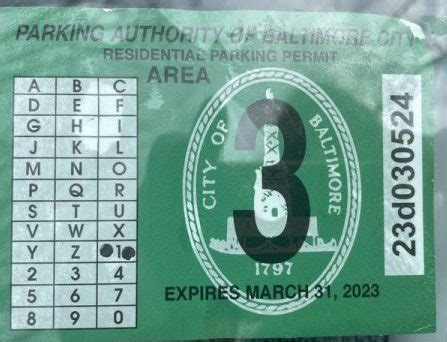 PARKING AUTHORITY OF BALTIMORE CITY
RESIDENTIAL PARKING PERMIT
AREA
3
A B C
D E F
G H I
J K L
M N O
P Q R
S T U
V W X
Y Z 1
2 3 4
5 6 7
8 9 0
CITY OF BALTIMORE
1797
EXPIRES MARCH 31, 2023
23d030524